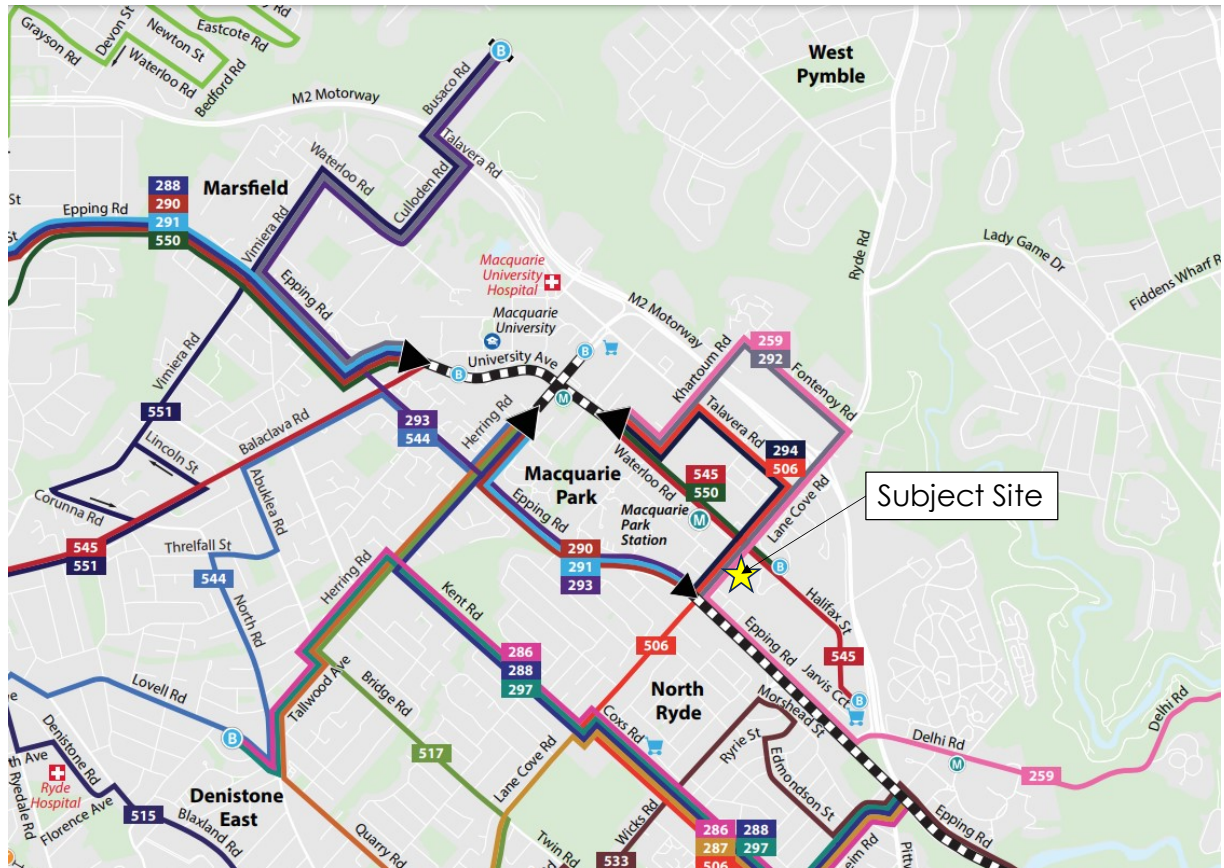 Grayson Rd
Devon St
Newton St
Eastcote Rd
Waterloo Rd
Bedford Rd
M2 Motorway
Busaco Rd
B
Talavera Rd
Waterloo Rd
Culloden Rd
West
Pymble
Marsfield
St
Epping Rd
288
290
291
550
St
Vimiera Rd
Epping Rd
Macquarie
University
Hospital
Macquarie
University
M2 Motorway
Ryde Rd
Lady Game Dr
Fiddens Wharf R
University Ave
B
B
M
Khartoum Rd
259
292
Fontenoy Rd
Vimiera Rd
551
Lincoln St
Corunna Rd
Balaclava Rd
293
544
Herring Rd
Talavera Rd
294
506
Macquarie
Park
Waterloo Rd
545
550
Macquarie
Park
Station
M
Lane Cove Rd
Subject Site
Abuklea Rd
Epping Rd
545
551
Threlfall St
544
North Rd
Herring Rd
290
291
293
B
Halifax St
Kent Rd
506
Epping Rd
545
Jarvis Cct
B
286
288
297
North
Ryde
Morshead St
Tallwood Ave
Bridge Rd
Lovell Rd
B
Coxs Rd
Ryrie St
Delhi Rd
M
Delhi Rd
259
Denistone Rd
th Ave
Ryedale Rd
Ryde
Hospital
Florence Ave
515
Blaxland Rd
Denistone
East
517
Lane Cove Rd
Edmondson St
Quarry Rd
Twin Rd
Wicks Rd
533
286
287
506
288
297
eim Rd
Epping Rd
Pittw